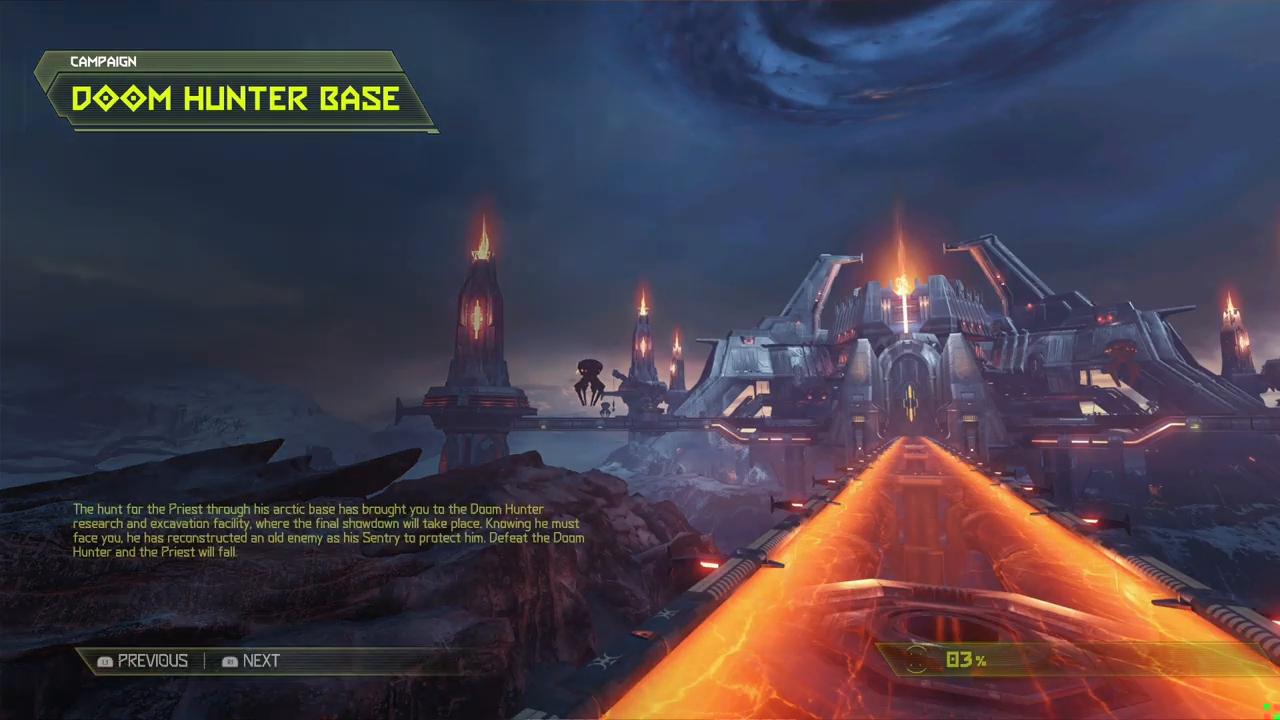 CAMPAIGN
DOOM HUNTER BASE
The hunt for the Priest through his arctic base has brought you to the Doom Hunter
research and excavation facility, where the final showdown will take place. Knowing he must
face you, he has reconstructed an old enemy as his Sentry to protect him. Defeat the Doom
Hunter and the Priest will fall.
L1 PREVIOUS | R1 NEXT
03%